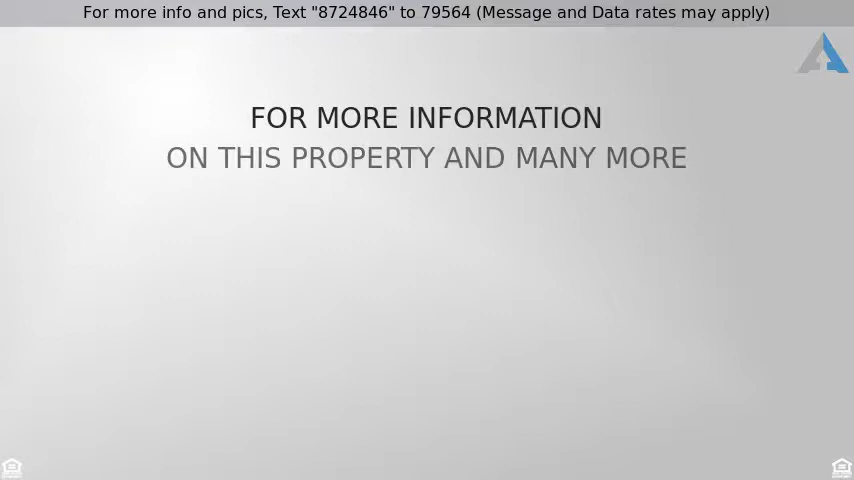 For more info and pics, Text "8724846" to 79564 (Message and Data rates may apply)
FOR MORE INFORMATION
ON THIS PROPERTY AND MANY MORE